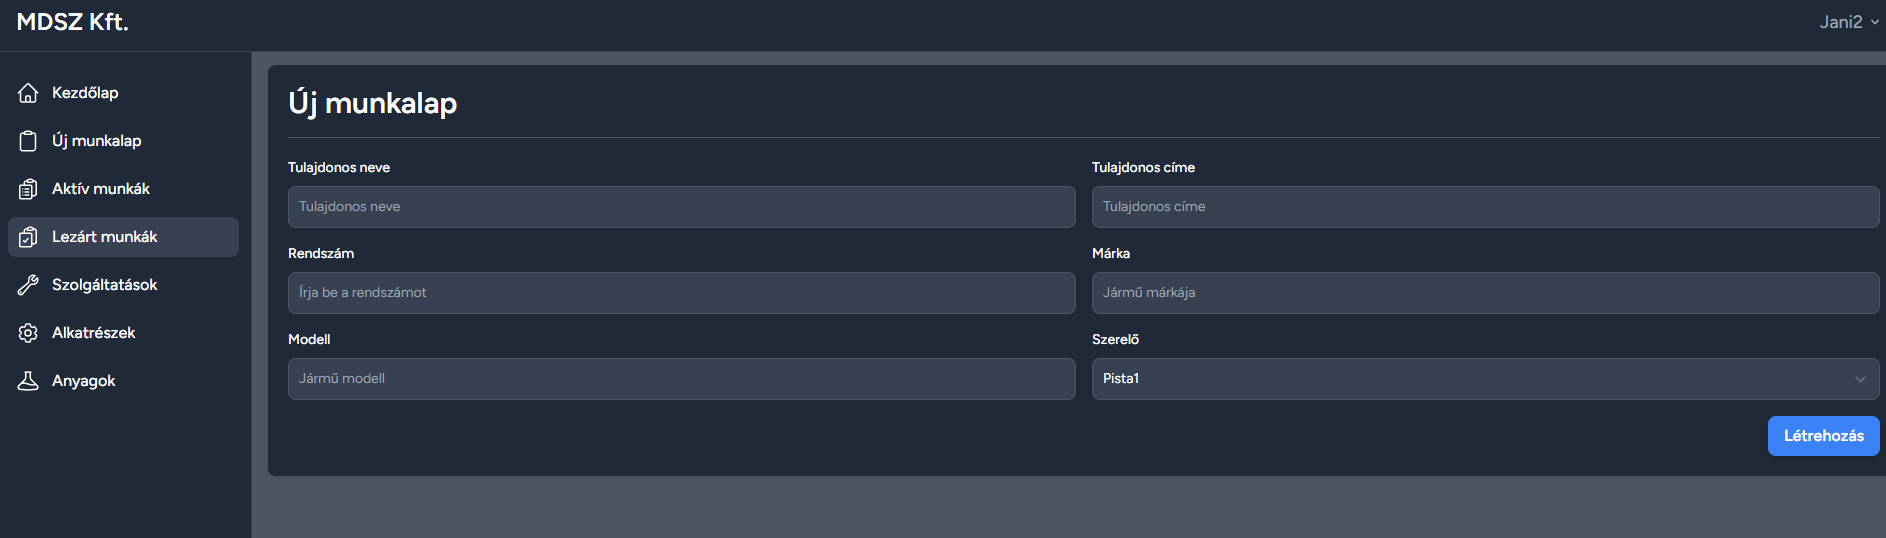 MDSZ Kft.
Jani2
Kezdőlap
Új munkalap
Aktív munkák
Lezárt munkák
Szolgáltatások
Alkatrészek
Anyagok
Új munkalap
Tulajdonos neve
Tulajdonos neve
Tulajdonos címe
Tulajdonos címe
Rendszám
Írja be a rendszámot
Márka
Jármű márkája
Modell
Jármű modell
Szerelő
Pista1
Létrehozás